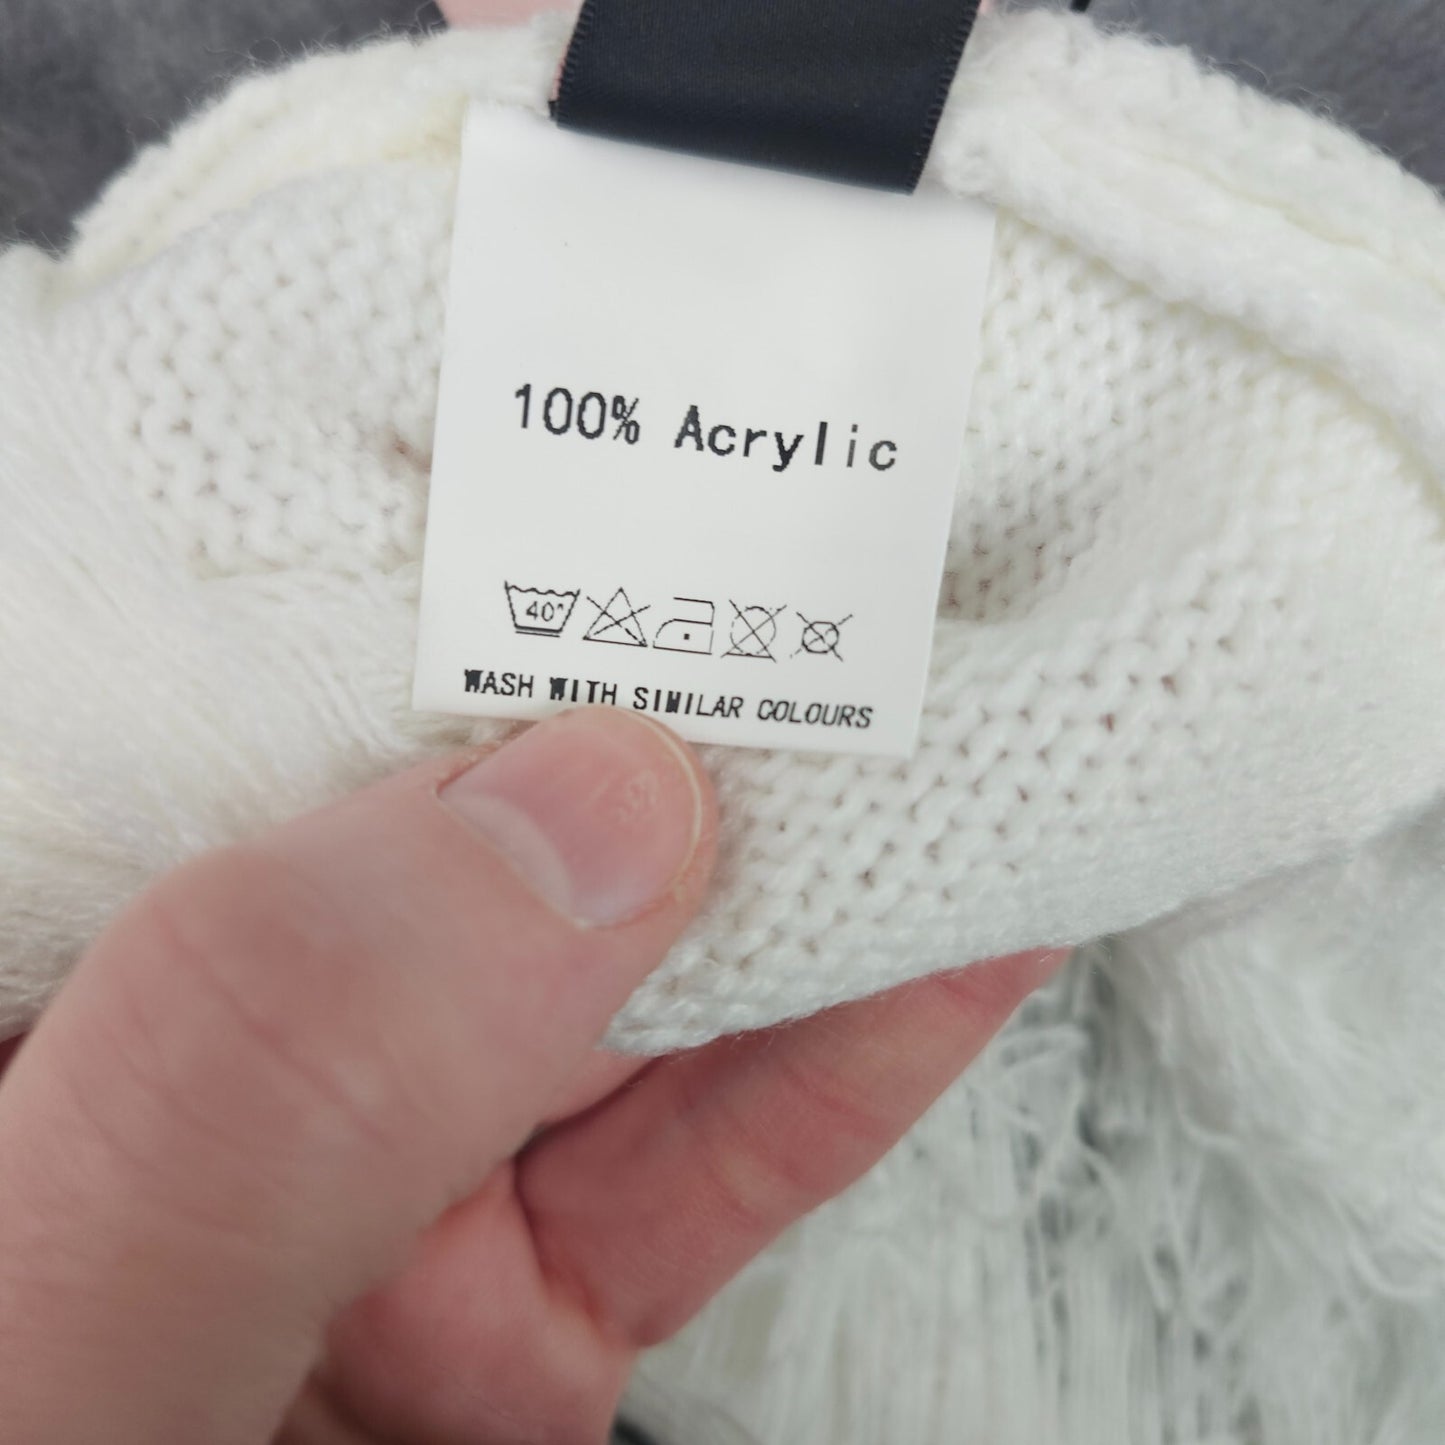 100% Acrylic
40°
WASH WITH SIMILAR COLOURS